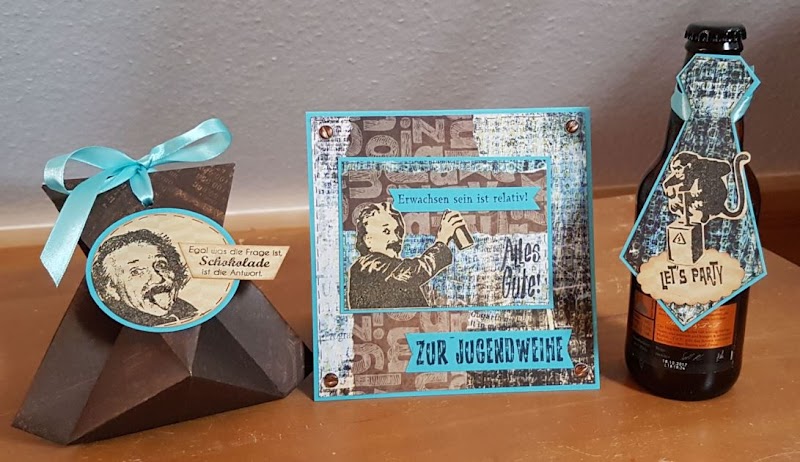 Egal was die Frage ist,
Schokolade
ist die Antwort.
Erwachsen sein ist relativ!
Alles
Gute!
ZUR JUGENDWEIHE
LET'S PARTY